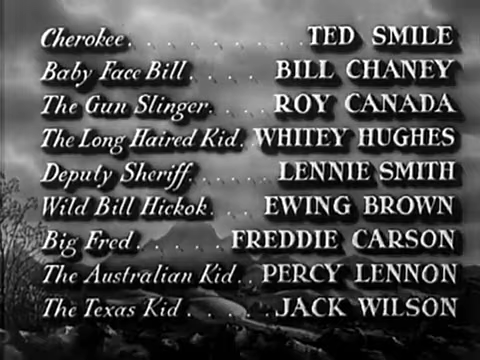 Cherokee. . . . . . . . . . TED SMILE
Baby Face Bill . . . . . BILL CHANEY
The Gun Slinger. . . . . ROY CANADA
The Long Haired Kid. . WHITEY HUGHES
Deputy Sheriff. . . . . . LENNIE SMITH
Wild Bill Hickok. . . . EWING BROWN
Big Fred . . . . . . FREDDIE CARSON
The Australian Kid. . PERCY LENNON
The Texas Kid . . . . . JACK WILSON